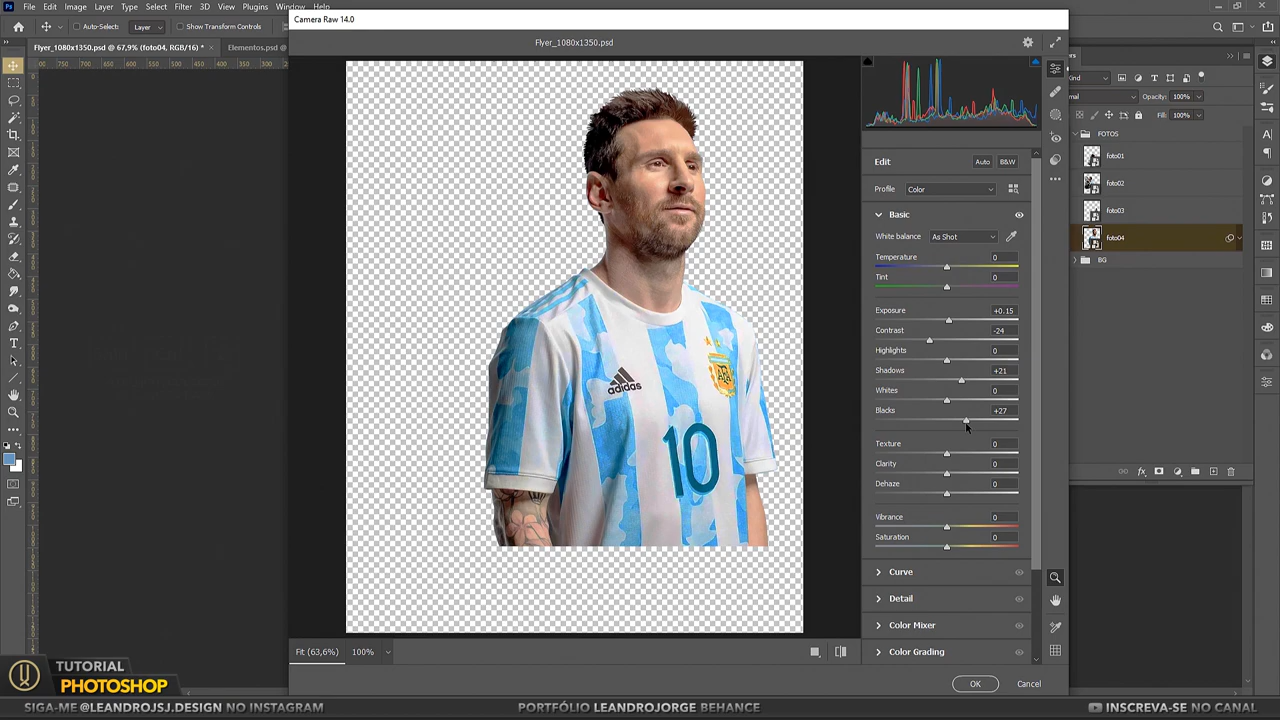 File Edit Image Layer Type Select Filter 3D View Plugins Window
Camera Raw 14.0
Auto-Select: Layer Show Transform Controls
Flyer_1080x1350.psd @ 67,9% (foto04, RGB/16) *
Elementos.psd @
Flyer_1080x1350.psd
Edit
Auto
B&W
Profile
Color
Basic
White balance
As Shot
Temperature 0
Tint 0
Exposure +0.15
Contrast -24
Highlights 0
Shadows +21
Whites 0
Blacks +27
Texture 0
Clarity 0
Dehaze 0
Vibrance 0
Saturation 0
Curve
Detail
Color Mixer
Color Grading
Fit (63,6%)
100%
OK
Cancel
Opacity: 100%
Fill: 100%
FOTOS
foto01
foto02
foto03
foto04
BG
adidas
AFA
10
TUTORIAL
PHOTOSHOP
SIGA-ME @LEANDROJSJ.DESIGN NO INSTAGRAM
PORTFÓLIO LEANDROJORGE BEHANCE
INSCREVA-SE NO CANAL